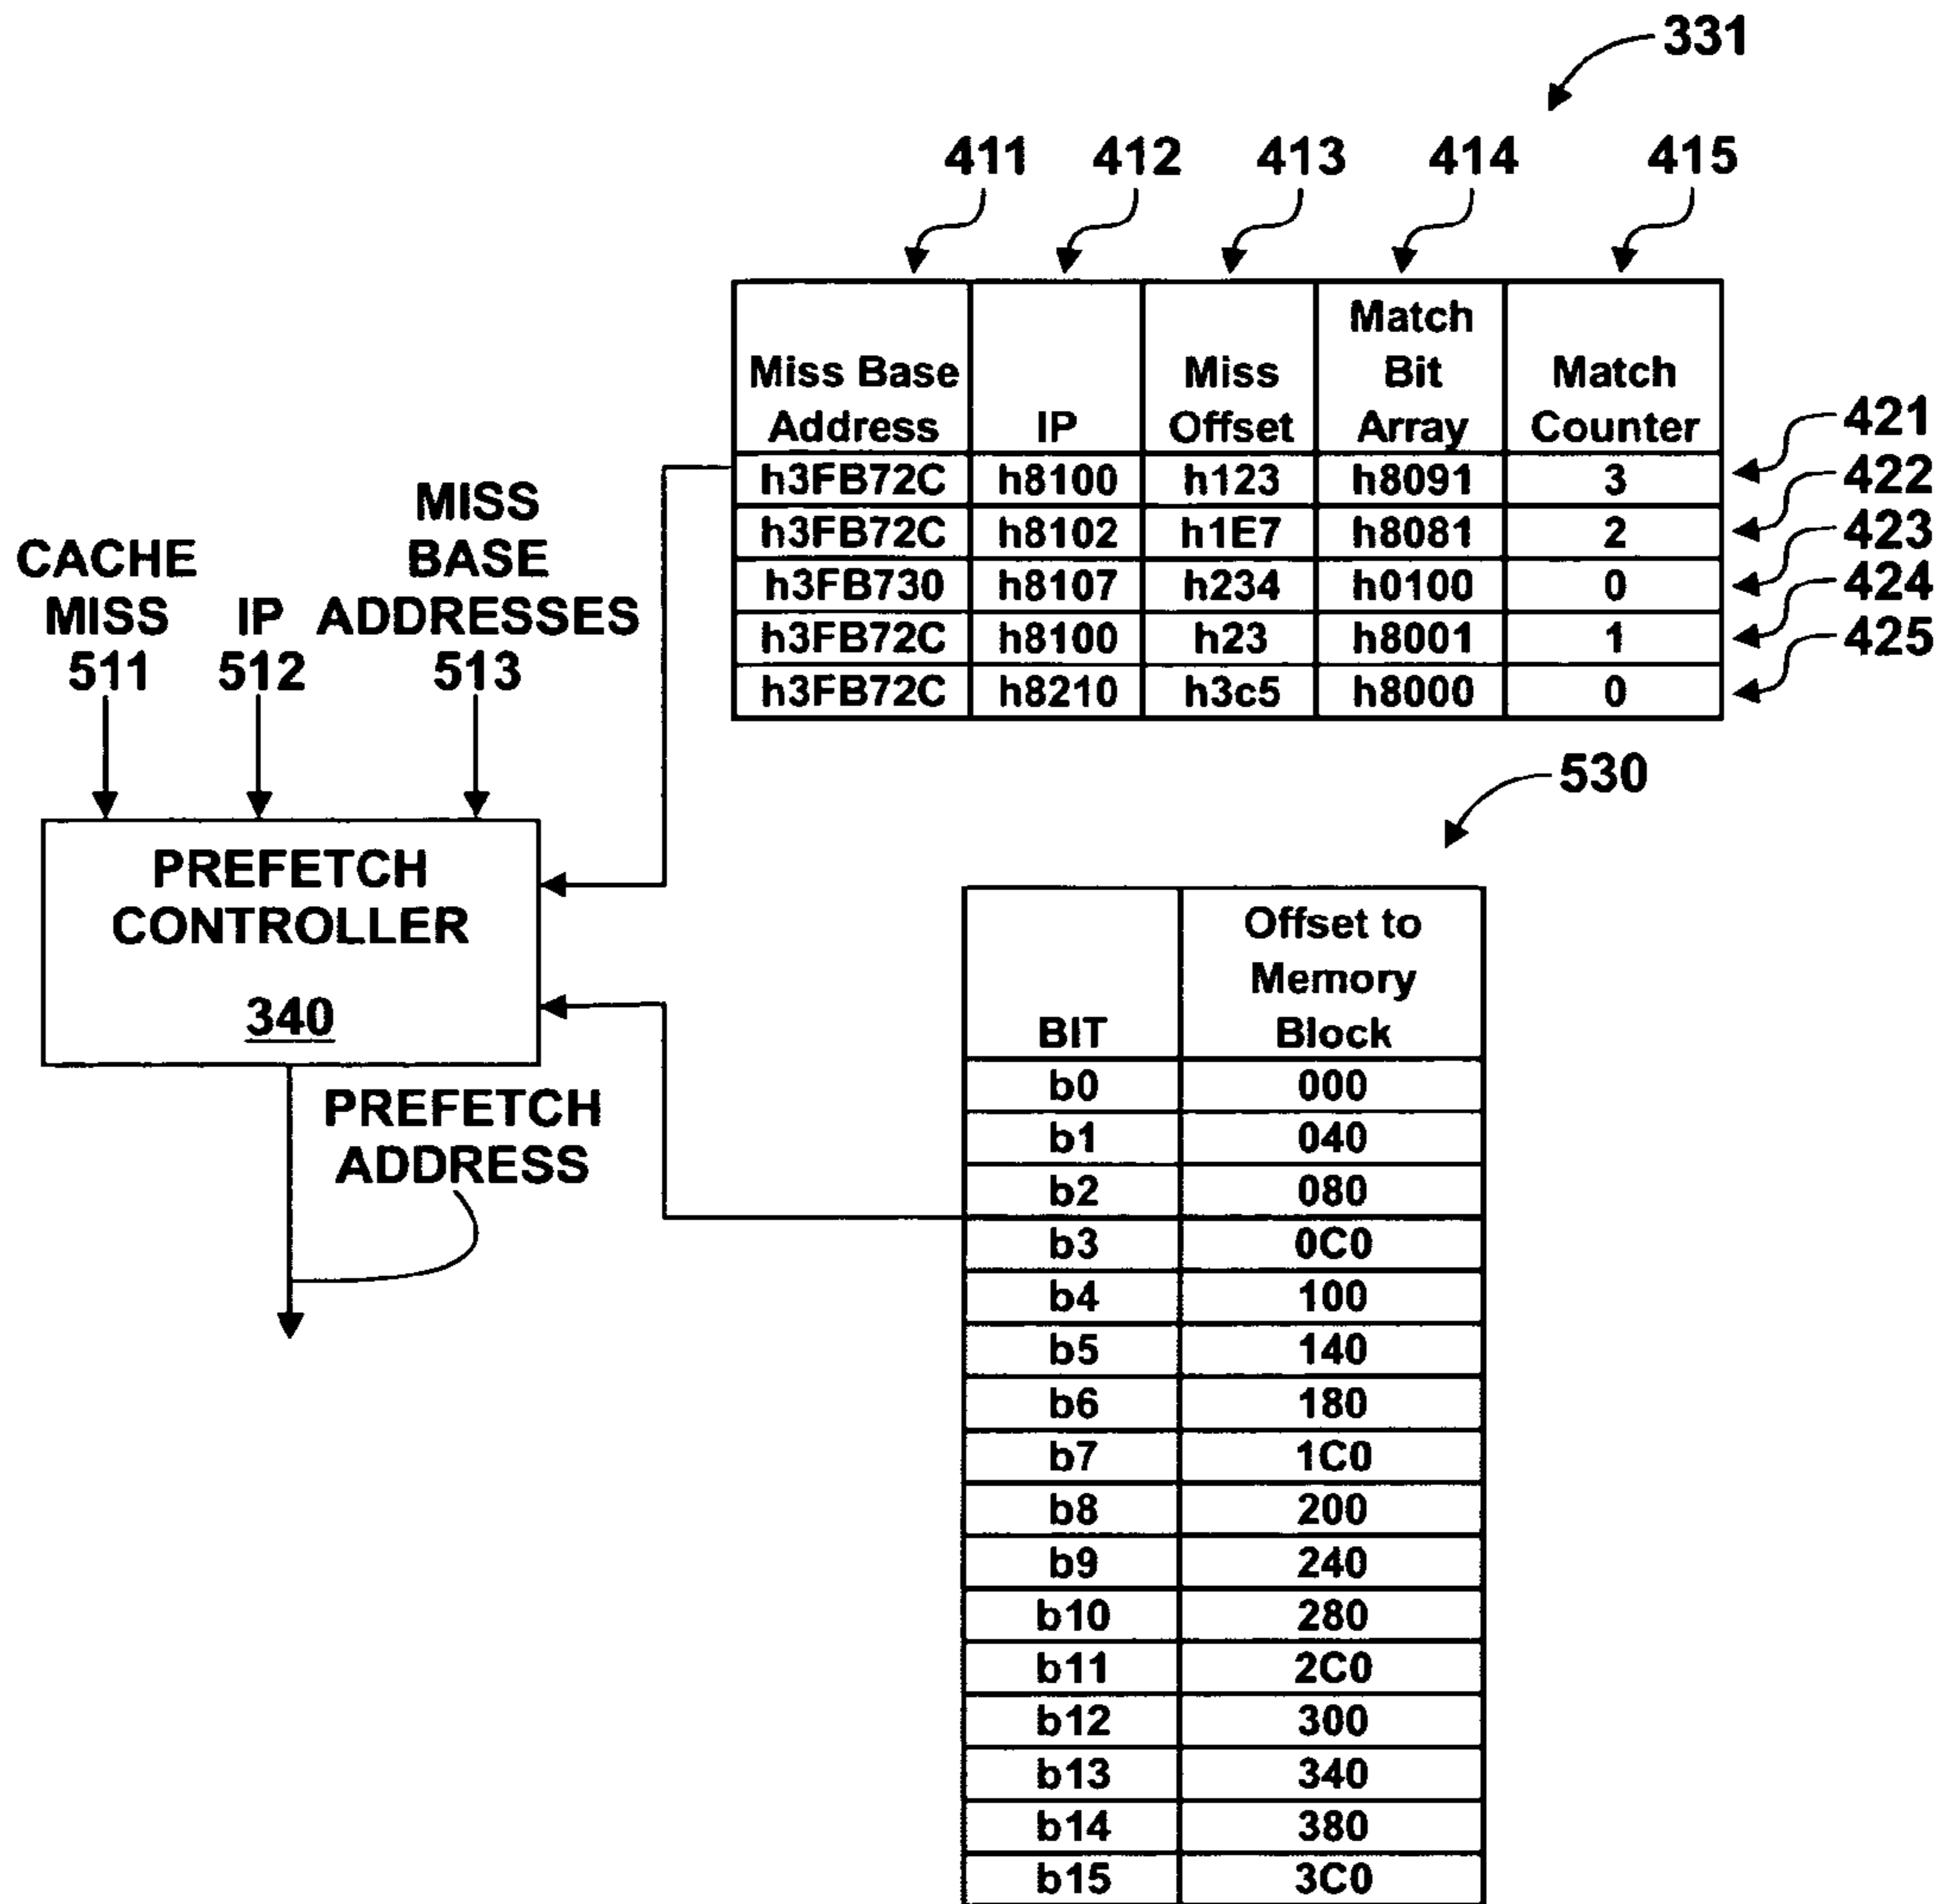 331
411 412 413 414 415
Miss Base Address IP Miss Offset Match Bit Array Match Counter
h3FB72C h8100 h123 h8091 3 421
h3FB72C h8102 h1E7 h8081 2 422
h3FB730 h8107 h234 h0100 0 423
h3FB72C h8100 h23 h8001 1 424
h3FB72C h8210 h3c5 h8000 0 425
CACHE MISS 511
IP 512
MISS BASE ADDRESSES 513
PREFETCH CONTROLLER
340
PREFETCH ADDRESS
530
BIT Offset to Memory Block
b0 000
b1 040
b2 080
b3 0C0
b4 100
b5 140
b6 180
b7 1C0
b8 200
b9 240
b10 280
b11 2C0
b12 300
b13 340
b14 380
b15 3C0